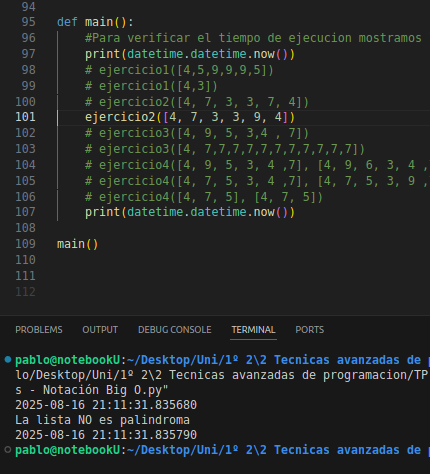 94
95 def main():
96 #Para verificar el tiempo de ejecucion mostramos
97 print(datetime.datetime.now())
98 # ejercicio1([4,5,9,9,9,5])
99 # ejercicio1([4,3])
100 # ejercicio2([4, 7, 3, 3, 7, 4])
101 ejercicio2([4, 7, 3, 3, 9, 4])
102 # ejercicio3([4, 9, 5, 3,4 , 7])
103 # ejercicio3([4, 7,7,7,7,7,7,7,7,7,7,7])
104 # ejercicio4([4, 9, 5, 3, 4 ,7], [4, 9, 6, 3, 4 ,
105 # ejercicio4([4, 7, 5, 3, 4 ,7], [4, 7, 5, 3, 9 ,
106 # ejercicio4([4, 7, 5], [4, 7, 5])
107 print(datetime.datetime.now())
108
109 main()
110
111
112
PROBLEMS OUTPUT DEBUG CONSOLE TERMINAL PORTS
pablo@notebookU:~/Desktop/Uni/1º 2\2 Tecnicas avanzadas de
lo/Desktop/Uni/1º 2\2 Tecnicas avanzadas de programacion/TP
s - Notación Big O.py"
2025-08-16 21:11:31.835680
La lista NO es palindroma
2025-08-16 21:11:31.835790
pablo@notebookU:~/Desktop/Uni/1º 2\2 Tecnicas avanzadas de